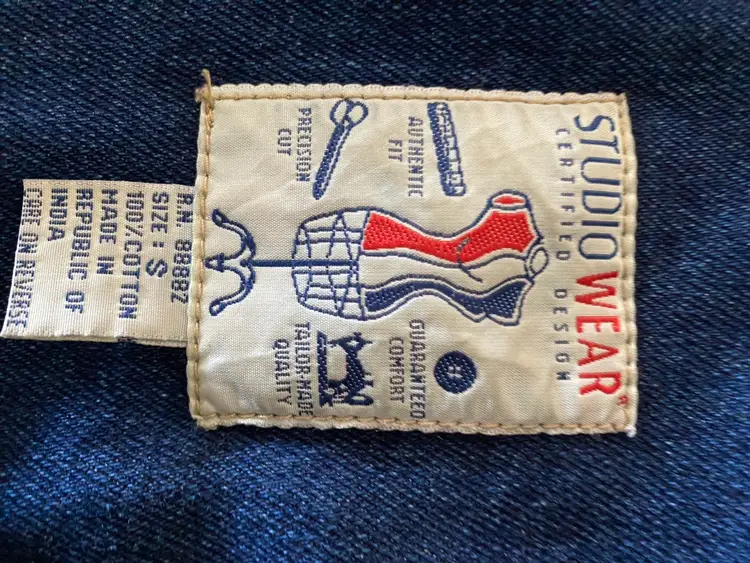 STUDIO WEAR®
CERTIFIED DESIGN
AUTHENTIC
FIT
GUARANTEED
COMFORT
PRECISION
CUT
TAILOR-MADE
QUALITY
SIZE: S
100/COTTON
MADE IN
REPUBLIC OF
INDIA
CARE ON REVERSE